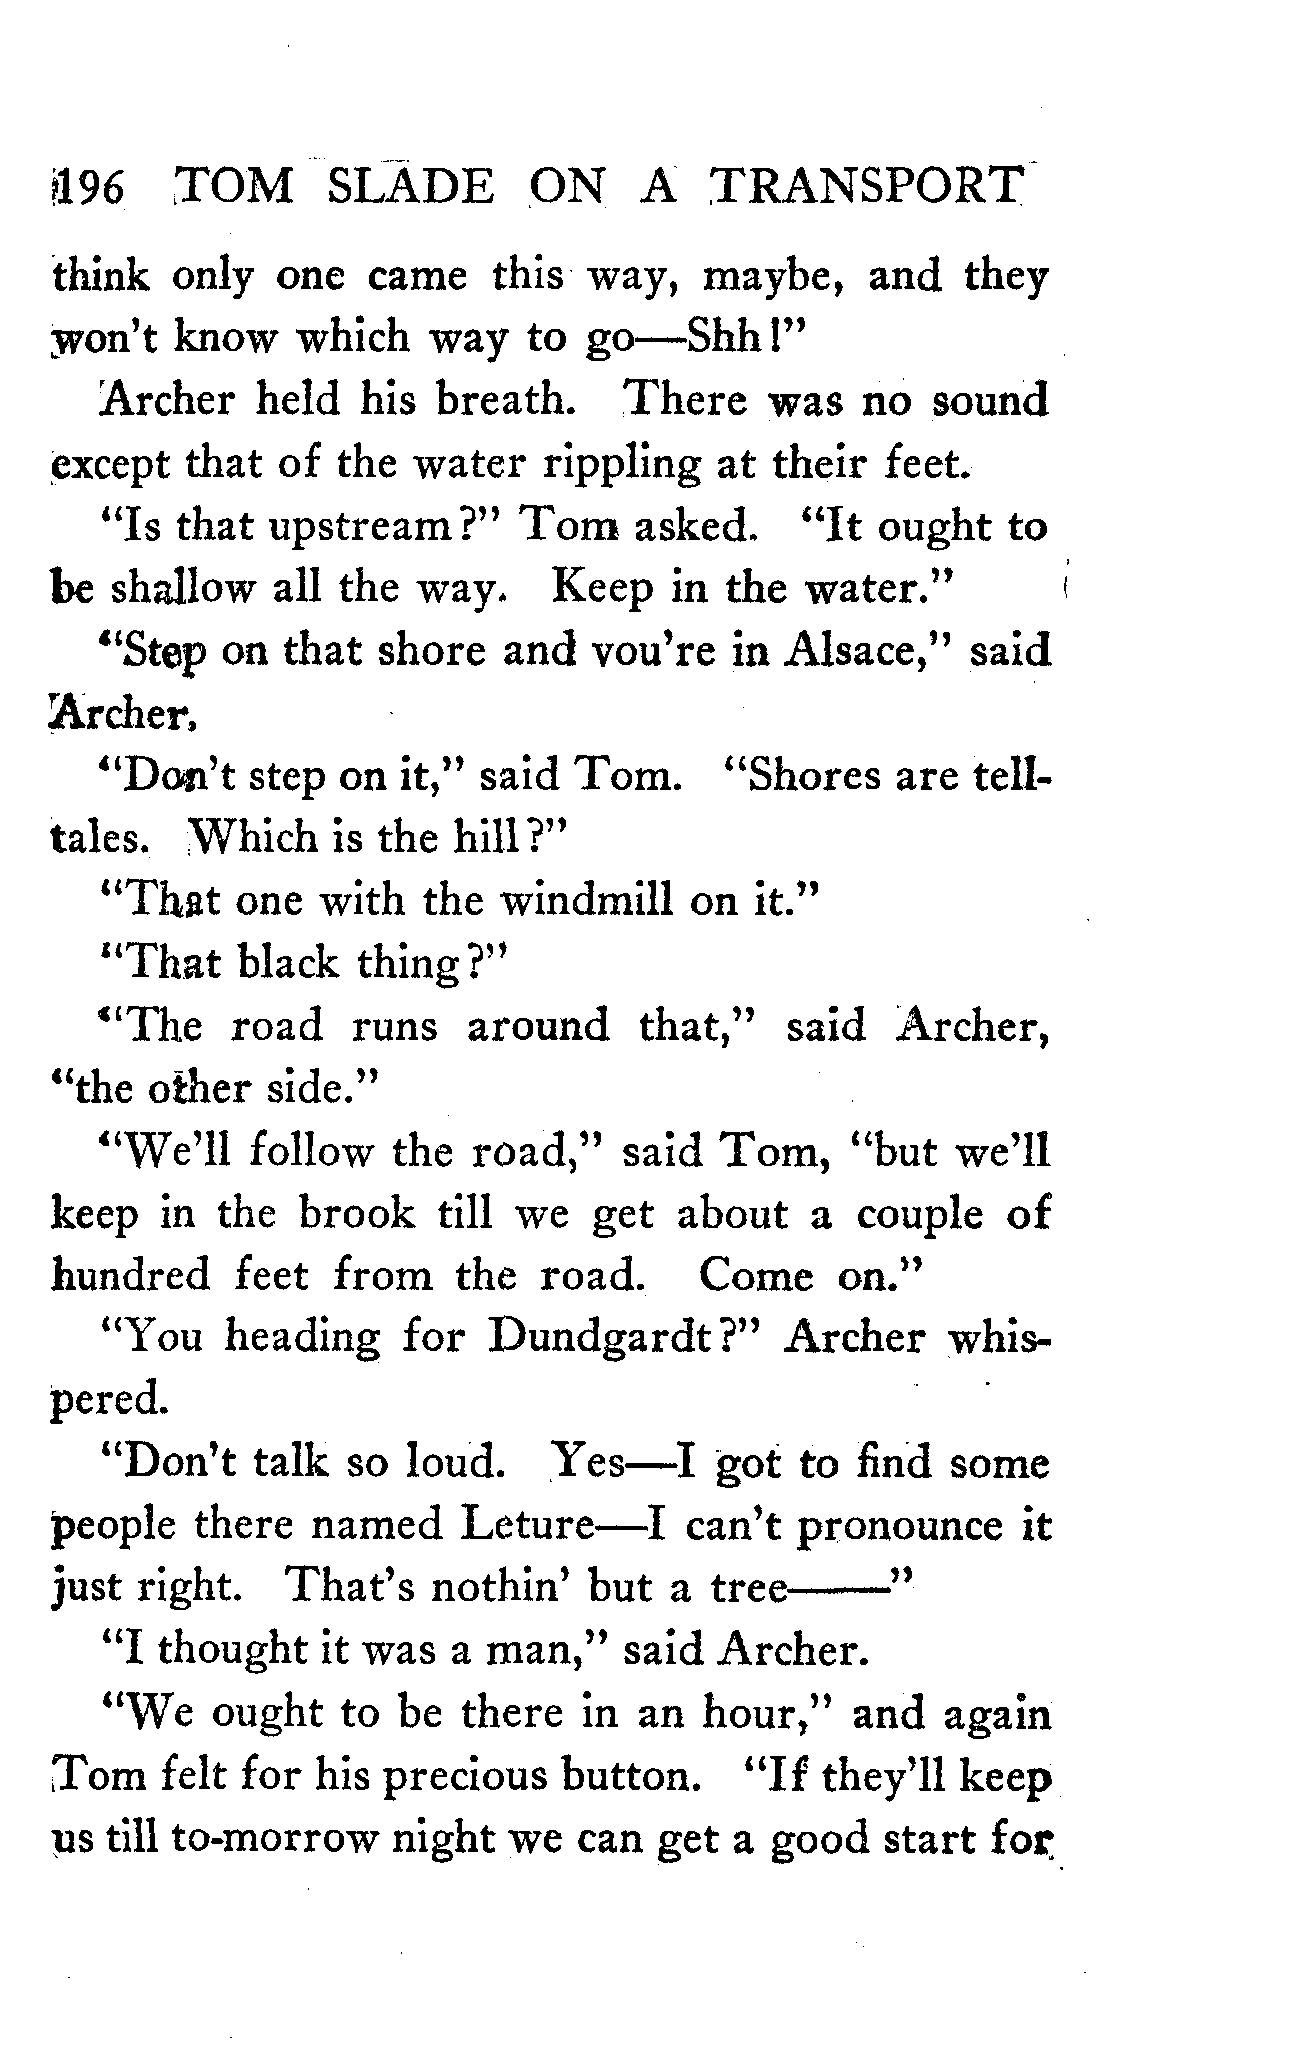 196 TOM SLADE ON A TRANSPORT
think only one came this way, maybe, and they
won't know which way to go—Shh!"
Archer held his breath. There was no sound
except that of the water rippling at their feet.
"Is that upstream?" Tom asked. "It ought to
be shallow all the way. Keep in the water."
"Step on that shore and you're in Alsace," said
Archer.
"Don't step on it," said Tom. "Shores are tell-
tales. Which is the hill?"
"That one with the windmill on it."
"That black thing?"
"The road runs around that," said Archer,
"the other side."
"We'll follow the road," said Tom, "but we'll
keep in the brook till we get about a couple of
hundred feet from the road. Come on."
"You heading for Dundgardt?" Archer whis-
pered.
"Don't talk so loud. Yes—I got to find some
people there named Leture—I can't pronounce it
just right. That's nothin' but a tree——"
"I thought it was a man," said Archer.
"We ought to be there in an hour," and again
Tom felt for his precious button. "If they'll keep
us till to-morrow night we can get a good start for